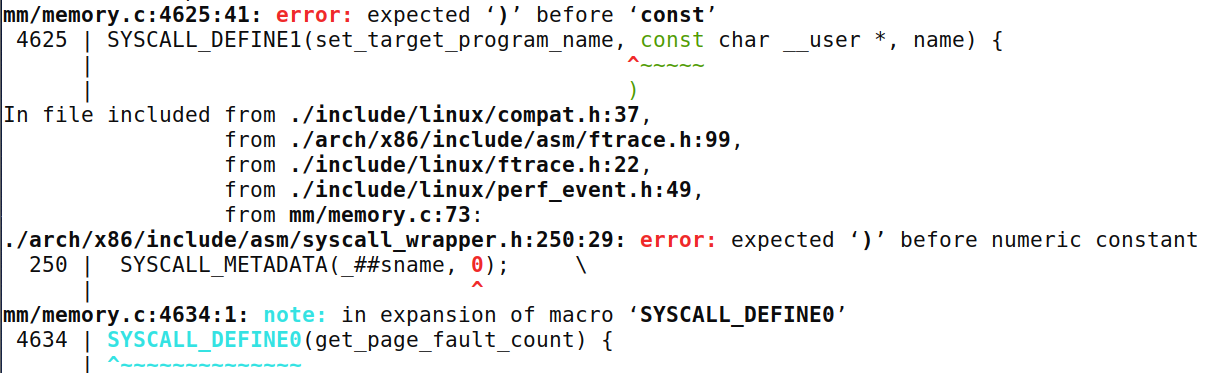 mm/memory.c:4625:41: error: expected ‘)’ before ‘const’
 4625 | SYSCALL_DEFINE1(set_target_program_name, const char __user *, name) {
      |                                         ^~~~~~
      |                                         )
In file included from ./include/linux/compat.h:37,
                 from ./arch/x86/include/asm/ftrace.h:99,
                 from ./include/linux/ftrace.h:22,
                 from ./include/linux/perf_event.h:49,
                 from mm/memory.c:73:
./arch/x86/include/asm/syscall_wrapper.h:250:29: error: expected ‘)’ before numeric constant
  250 |  SYSCALL_METADATA(_##sname, 0);     \
      |                             ^
mm/memory.c:4634:1: note: in expansion of macro ‘SYSCALL_DEFINE0’
 4634 | SYSCALL_DEFINE0(get_page_fault_count) {
      | ^~~~~~~~~~~~~~~